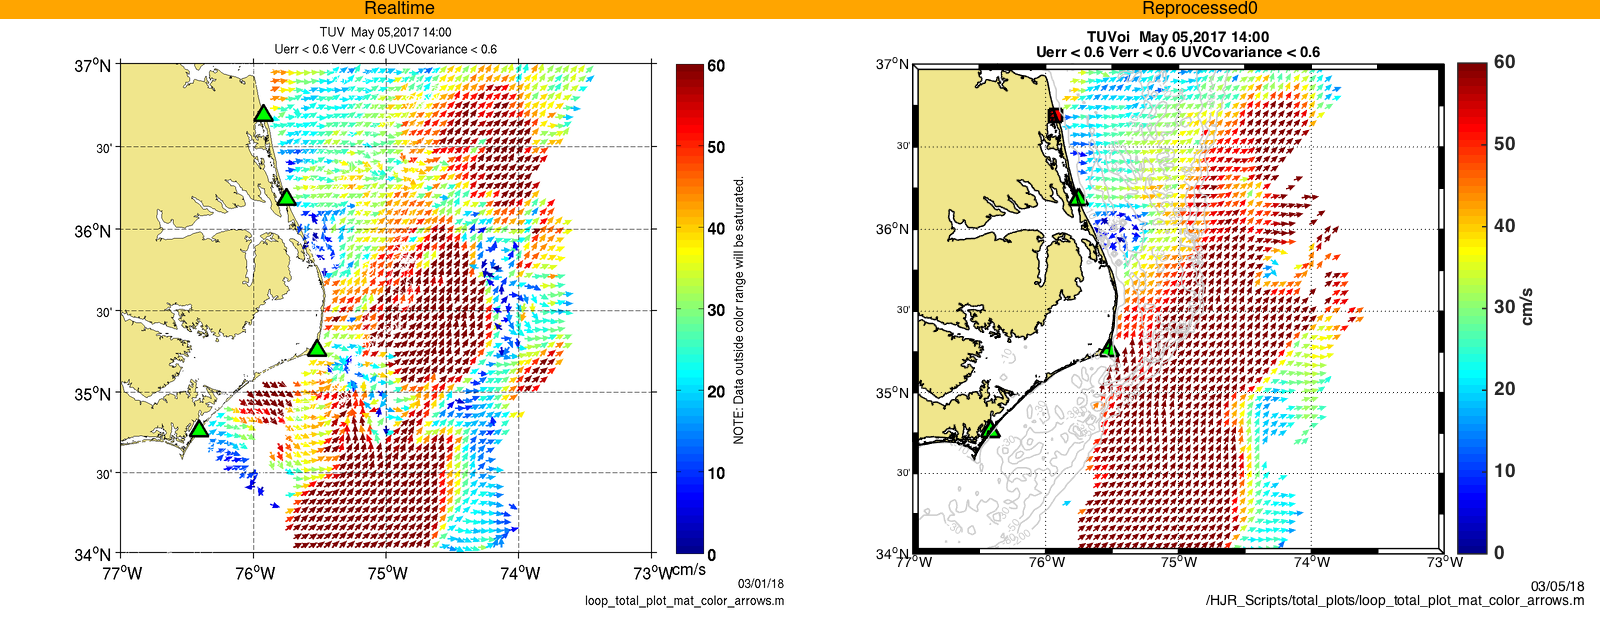 Realtime
TUV May 05,2017 14:00
Uerr < 0.6 Verr < 0.6 UVCovariance < 0.6
37°N
30'
36°N
30'
35°N
30'
34°N
77°W
76°W
75°W
74°W
73°W
60
50
40
30
20
10
0
cm/s
NOTE: Data outside color range will be saturated.
03/01/18
loop_total_plot_mat_color_arrows.m
Reprocessed0
TUVoi May 05,2017 14:00
Uerr < 0.6 Verr < 0.6 UVCovariance < 0.6
37°N
30'
36°N
30'
35°N
30'
34°N
77°W
76°W
75°W
74°W
73°W
60
50
40
30
20
10
0
cm/s
03/05/18
/HJR_Scripts/total_plots/loop_total_plot_mat_color_arrows.m